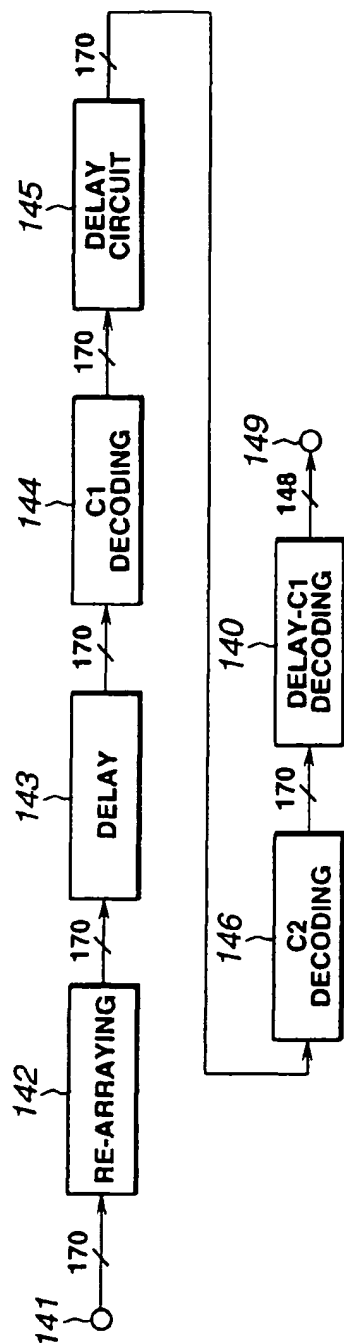 141
170
142
RE-ARRAYING
170
143
DELAY
170
144
C1
DECODING
170
145
DELAY
CIRCUIT
170
146
C2
DECODING
170
140
DELAY-C1
DECODING
148
149